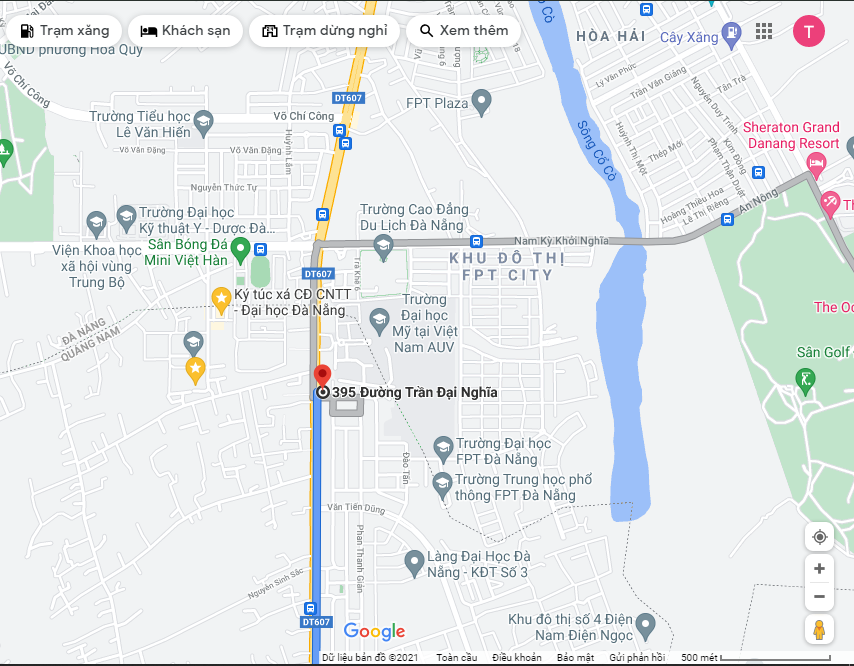 Trạm xăng
Khách sạn
Trạm dừng nghỉ
Xem thêm
UBND phường Hòa Quý
Cổ Cò
HÒA HẢI
Cây Xăng
T
Võ Chí Công
DT607
FPT Plaza
Lý Văn Phức
Trần Văn Giảng
Tân Trà
Nguyễn Duy Trinh
Trường Tiểu học
Lê Văn Hiến
Võ Chí Công
Võ Văn Đặng
Võ Văn Đặng
Huỳnh Lắm
Sông Cổ Cò
Huỳnh Thị Một
Thép Mới
Kim Đồng
Phạm Thận Duật
Sheraton Grand
Danang Resort
Nguyễn Thức Tự
Hoàng Thiều Hoa
Lê Thị Riêng
An Nông
Trường Đại học
Kỹ thuật Y - Dược Đà...
Trường Cao Đẳng
Du Lịch Đà Nẵng
Viện Khoa học
xã hội vùng
Trung Bộ
Sân Bóng Đá
Mini Việt Hàn
Nam Kỳ Khởi Nghĩa
KHU ĐÔ THỊ
FPT CITY
DT607
Trà Khê 6
Ký túc xá CĐ CNTT
- Đại học Đà Nẵng
Trường
Đại học
Mỹ tại Việt
Nam AUV
The Oc
ĐÀ NẴNG
QUẢNG NAM
Sân Golf
395 Đường Trần Đại Nghĩa
Trường Đại học
FPT Đà Nẵng
Đào Tấn
Trường Trung học phổ
thông FPT Đà Nẵng
Văn Tiến Dũng
Phan Thanh Giản
Làng Đại Học Đà
Nẵng - KĐT Số 3
Nguyễn Sinh Sắc
DT607
Google
Khu đô thị số 4 Điện
Nam Điện Ngọc
Dữ liệu bản đồ ©2021
Toàn cầu
Điều khoản
Bảo mật
Gửi phản hồi
500 mét